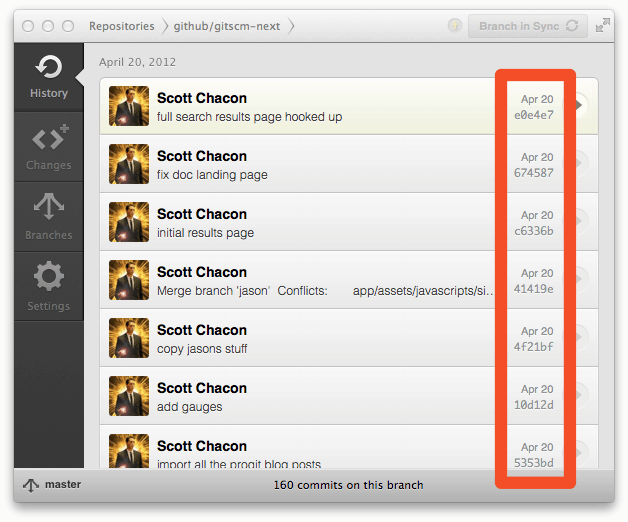 Repositories
github/gitscm-next
Branch in Sync
History
Changes
Branches
Settings
April 20, 2012
Scott Chacon
full search results page hooked up
Apr 20
e0e4e7
Scott Chacon
fix doc landing page
Apr 20
674587
Scott Chacon
initial results page
Apr 20
c6336b
Scott Chacon
Merge branch 'jason' Conflicts: app/assets/javascripts/si...
Apr 20
41419e
Scott Chacon
copy jasons stuff
Apr 20
4f21bf
Scott Chacon
add gauges
Apr 20
10d12d
Scott Chacon
import all the progit blog posts
Apr 20
5353bd
master
160 commits on this branch